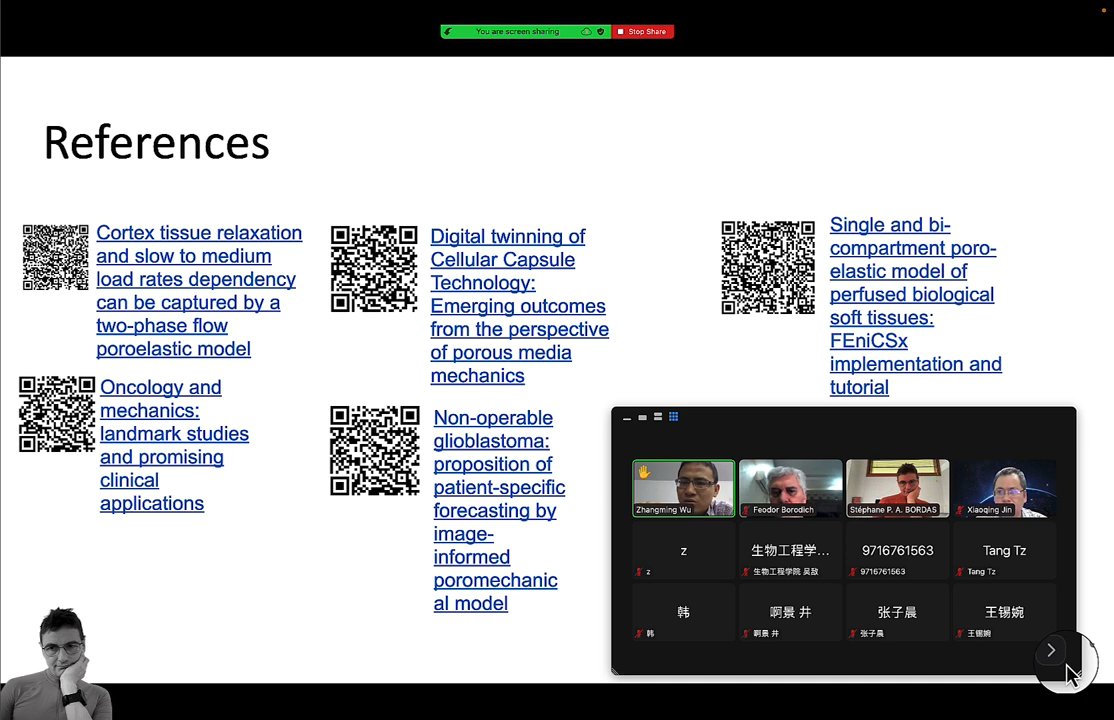 You are screen sharing
Stop Share
References
Cortex tissue relaxation
and slow to medium
load rates dependency
can be captured by a
two-phase flow
poroelastic model
Oncology and
mechanics:
landmark studies
and promising
clinical
applications
Digital twinning of
Cellular Capsule
Technology:
Emerging outcomes
from the perspective
of porous media
mechanics
Non-operable
glioblastoma:
proposition of
patient-specific
forecasting by
image-
informed
poromechanic
al model
Single and bi-
compartment poro-
elastic model of
perfused biological
soft tissues:
FEniCSx
implementation and
tutorial
Zhangming Wu
Feodor Borodich
Stéphane P. A. BORDAS
Xiaoqing Jin
z
生物工程学...
9716761563
Tang Tz
z
生物工程学院 吴敌
9716761563
Tang Tz
韩
啊景 井
张子晨
王锡婉
韩
啊景 井
张子晨
王锡婉